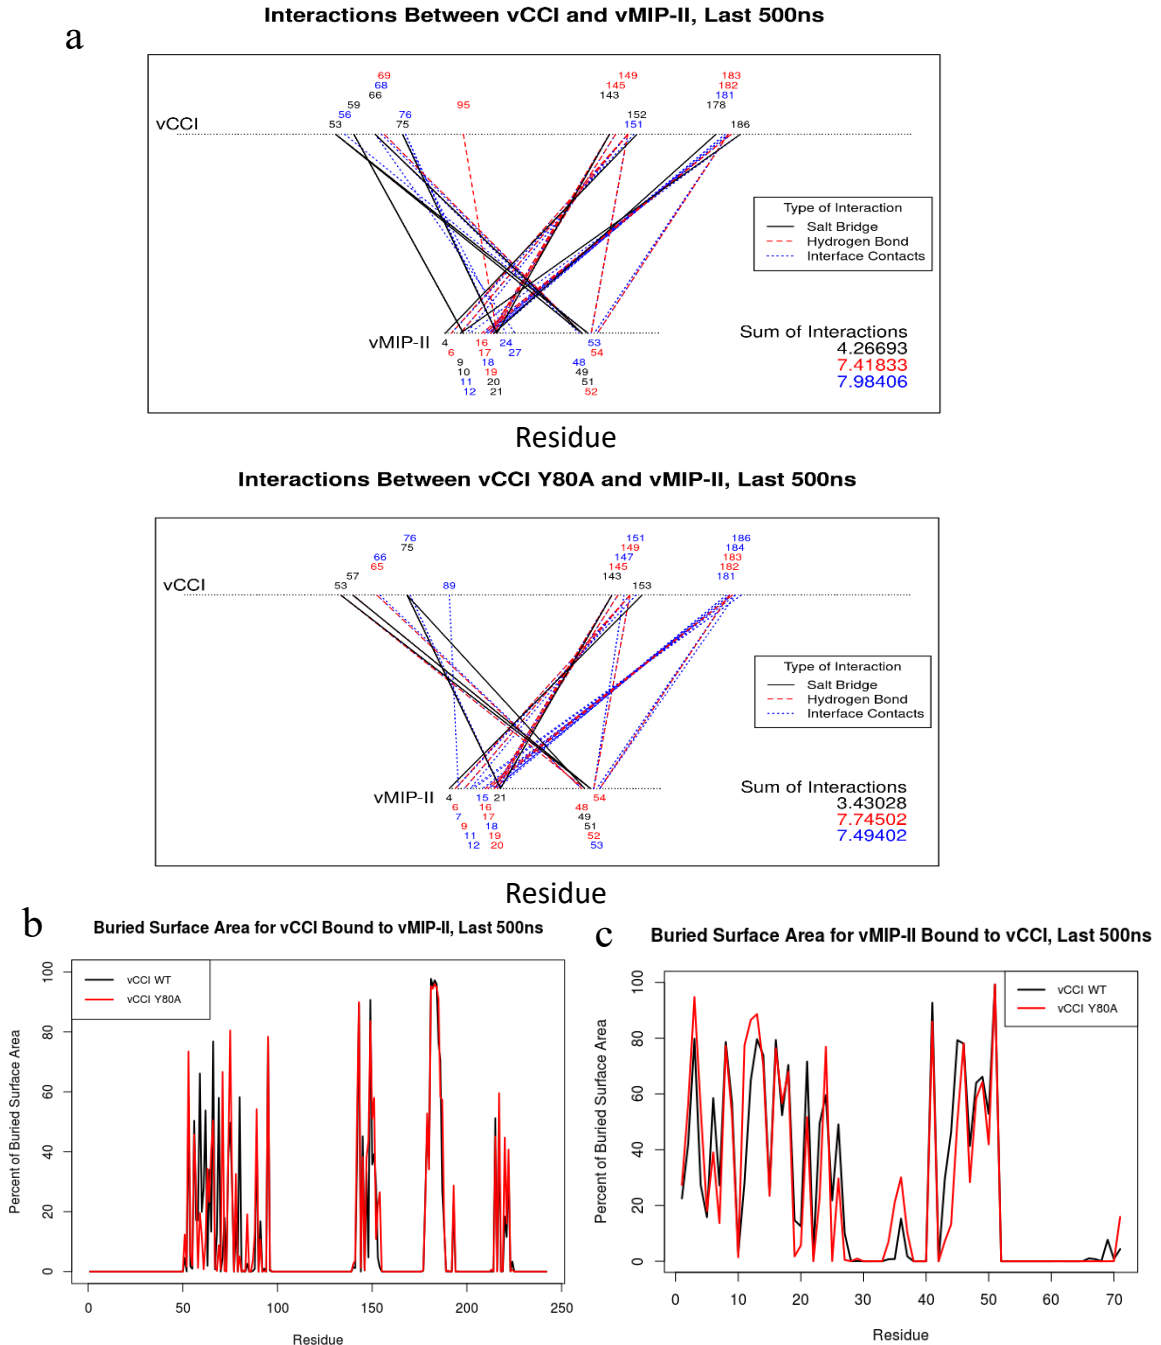 Interactions Between vCCI and vMIP-II, Last 500ns
a
69
149
183
68
145
182
66
143
181
59
95
178
56
76
152
53
75
151
186
vCCI
Type of Interaction
Salt Bridge
Hydrogen Bond
Interface Contacts
vMIP-II
4
16
24
53
6
17
27
54
9
18
48
10
19
49
11
20
51
12
21
52
Sum of Interactions
4.26693
7.41833
7.98406
Residue
Interactions Between vCCI Y80A and vMIP-II, Last 500ns
76
151
186
75
149
184
66
147
183
65
145
182
57
143
181
53
89
153
vCCI
Type of Interaction
Salt Bridge
Hydrogen Bond
Interface Contacts
vMIP-II
4
15
21
54
6
16
48
7
17
49
9
18
51
11
19
52
12
20
53
Sum of Interactions
3.43028
7.74502
7.49402
Residue
b
Buried Surface Area for vCCI Bound to vMIP-II, Last 500ns
vCCI WT
vCCI Y80A
Percent of Buried Surface Area
100
80
60
40
20
0
0 50 100 150 200 250
Residue
c
Buried Surface Area for vMIP-II Bound to vCCI, Last 500ns
vCCI WT
vCCI Y80A
Percent of Buried Surface Area
100
80
60
40
20
0
0 10 20 30 40 50 60 70
Residue